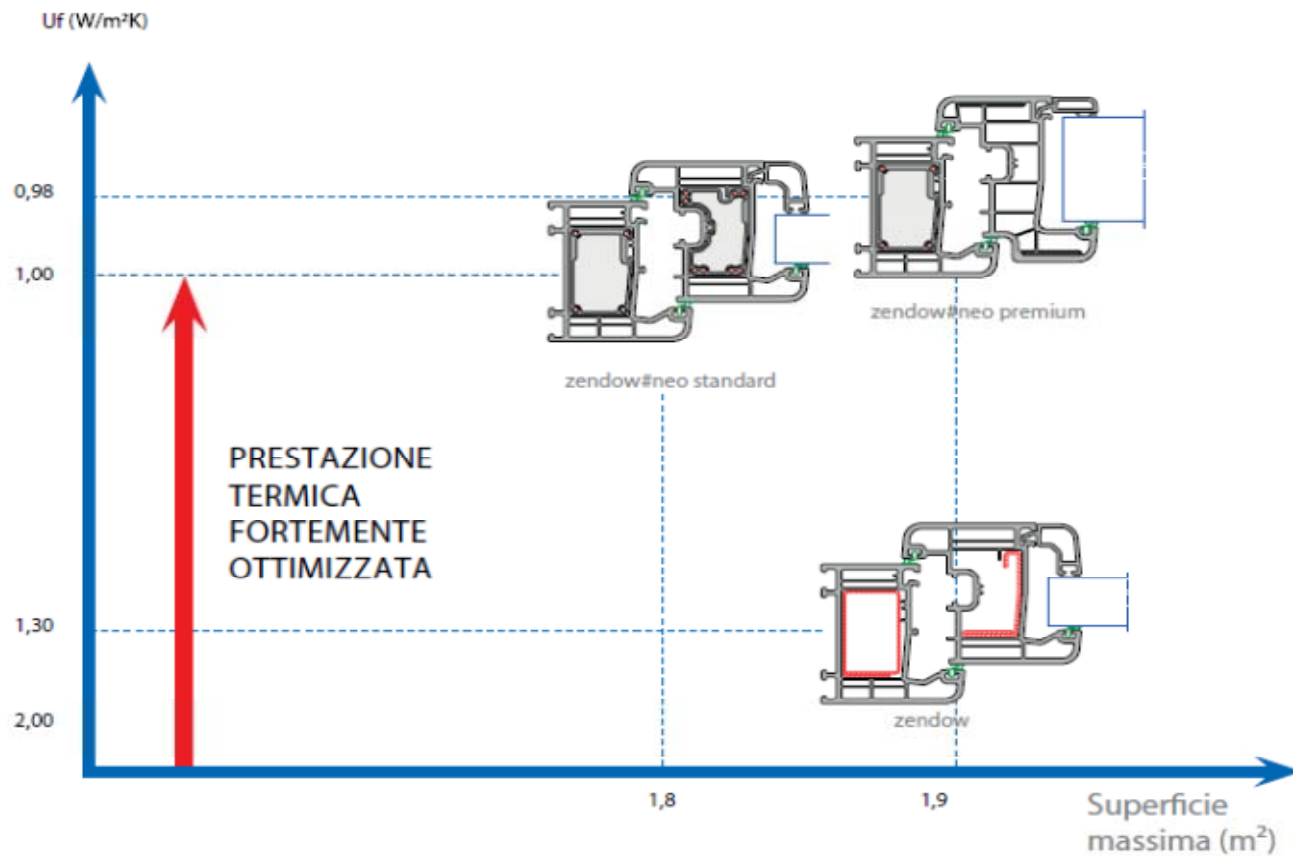 Uf (W/m²K)
0,98
1,00
zendow#neo premium
zendow#neo standard
PRESTAZIONE
TERMICA
FORTEMENTE
OTTIMIZZATA
1,30
2,00
zendow
1,8
1,9
Superficie
massima (m²)